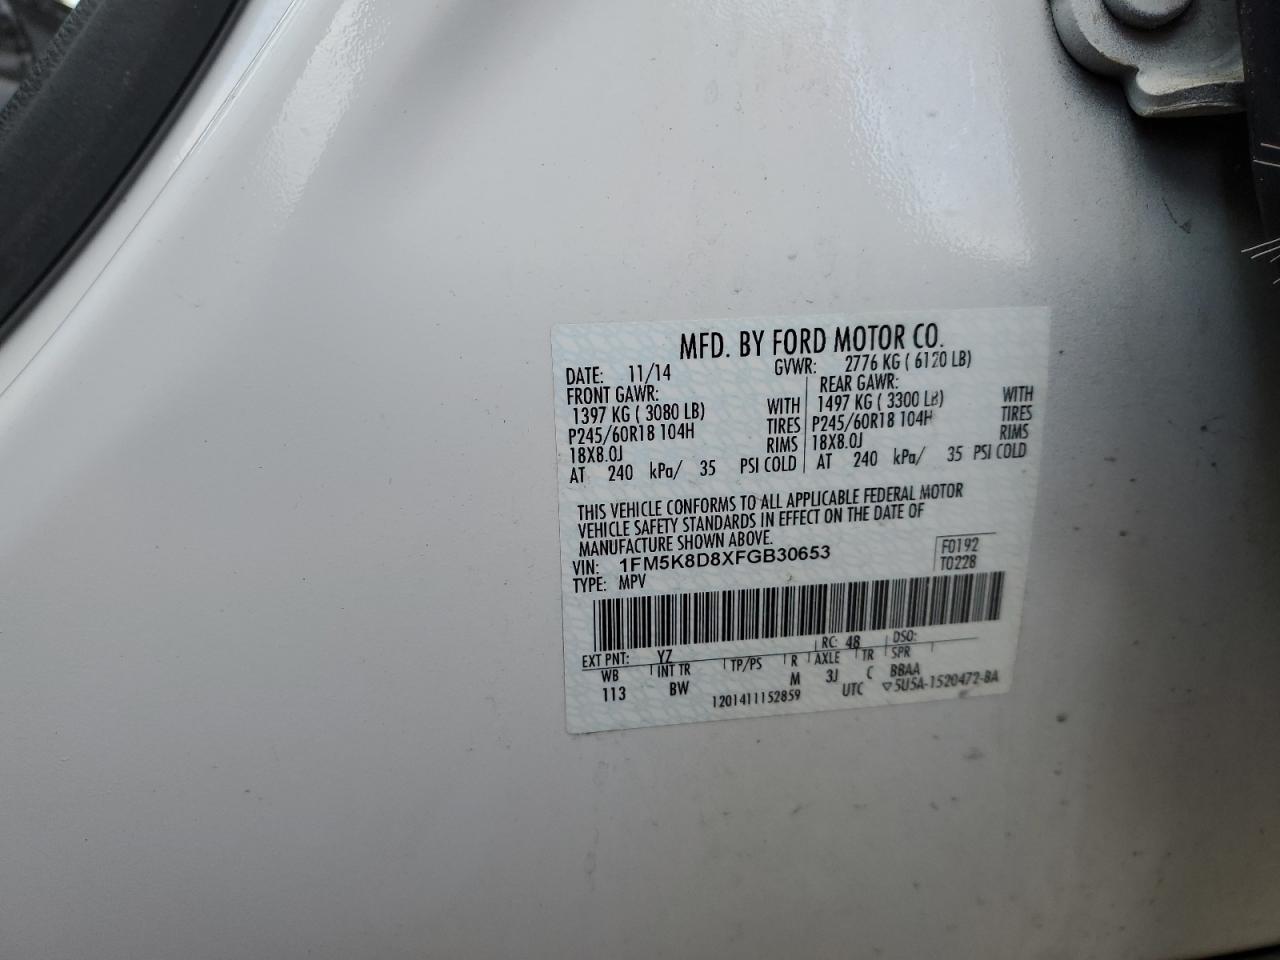 MFD. BY FORD MOTOR CO.
DATE: 11/14 GVWR: 2776 KG ( 6120 LB)
FRONT GAWR: REAR GAWR:
1397 KG ( 3080 LB) WITH 1497 KG ( 3300 LB) WITH
P245/60R18 104H TIRES P245/60R18 104H TIRES
18X8.0J RIMS 18X8.0J RIMS
AT 240 kPa/ 35 PSI COLD AT 240 kPa/ 35 PSI COLD
THIS VEHICLE CONFORMS TO ALL APPLICABLE FEDERAL MOTOR
VEHICLE SAFETY STANDARDS IN EFFECT ON THE DATE OF
MANUFACTURE SHOWN ABOVE.
VIN: 1FM5K8D8XFGB30653 F0192
TYPE: MPV T0228
EXT PNT: YZ RC: 48 DSO:
WB INT TR TP/PS R AXLE TR SPR
113 BW M 3J C BBAA
1201411152859 UTC ▽5U5A-1520472-BA